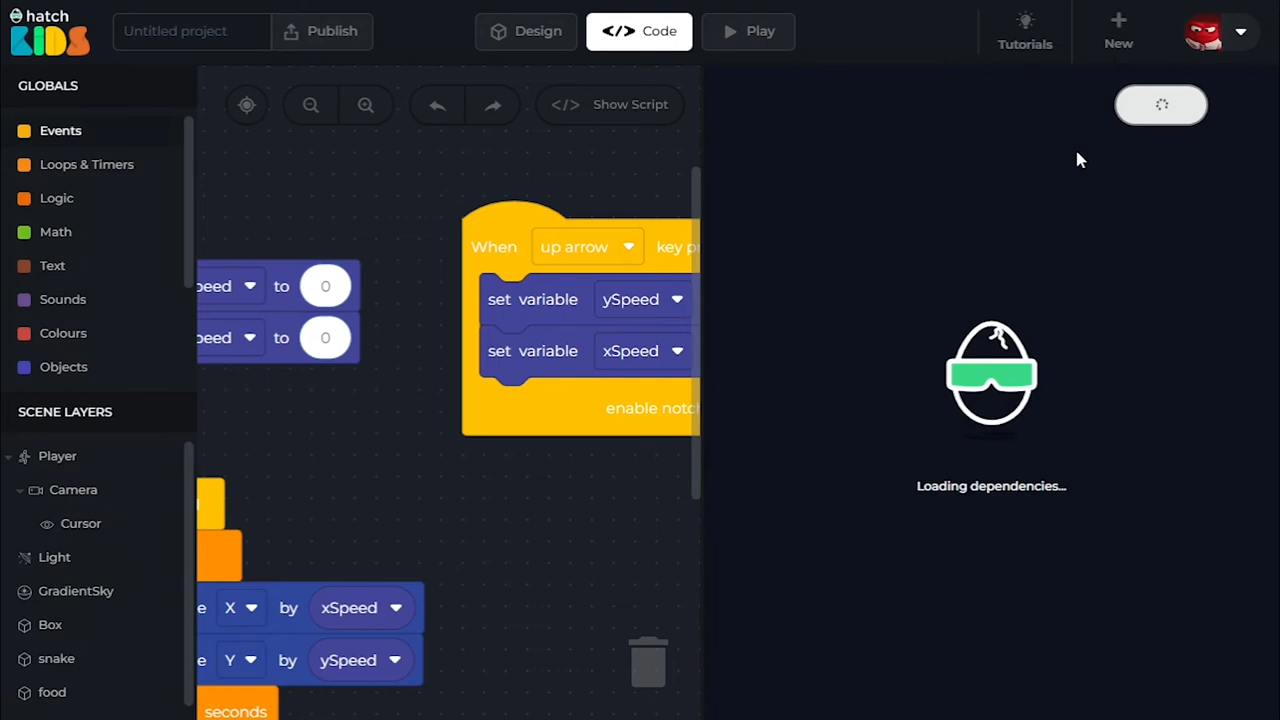 hatch
KIDS
Untitled project
Publish
Design
</> Code
Play
Tutorials
New
GLOBALS
Events
Loops & Timers
Logic
Math
Text
Sounds
Colours
Objects
SCENE LAYERS
Player
Camera
Cursor
Light
GradientSky
Box
snake
food
</> Show Script
peed to 0
peed to 0
When up arrow key p
set variable ySpeed
set variable xSpeed
enable notc
e X by xSpeed
e Y by ySpeed
seconds
Loading dependencies...